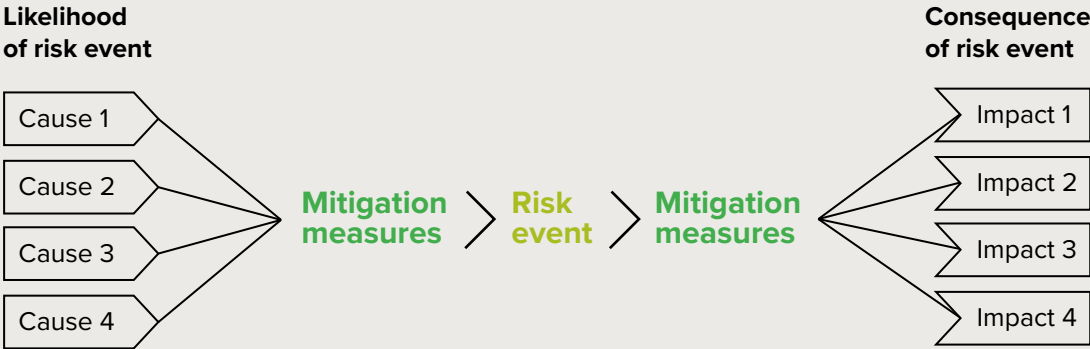 Likelihood
of risk event
Consequence
of risk event
Cause 1
Cause 2
Cause 3
Cause 4
Mitigation
measures
Risk
event
Mitigation
measures
Impact 1
Impact 2
Impact 3
Impact 4